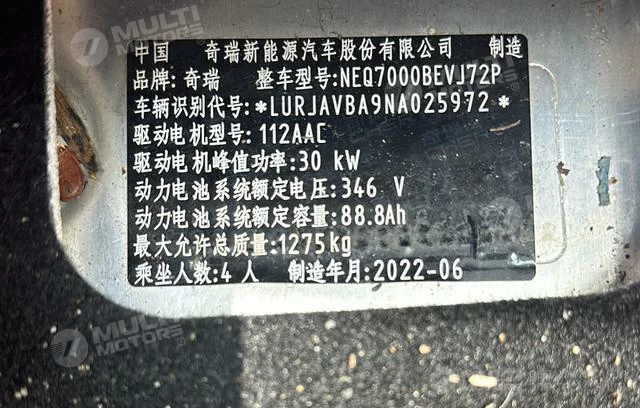 MULTI MOTORS
MULTI MOTORS
中国 奇瑞新能源汽车股份有限公司 制造
品牌:奇瑞 整车型号:NEQ7000BEVJ72P
车辆识别代号:*LURJAVBA9NA025972*
驱动电机型号:112AAC
驱动电机峰值功率:30 kW
动力电池系统额定电压:346 V
动力电池系统额定容量:88.8Ah
最大允许总质量:1275kg
乘坐人数:4 人 制造年月:2022-06
MULTI MOTORS
MULTI MOTORS